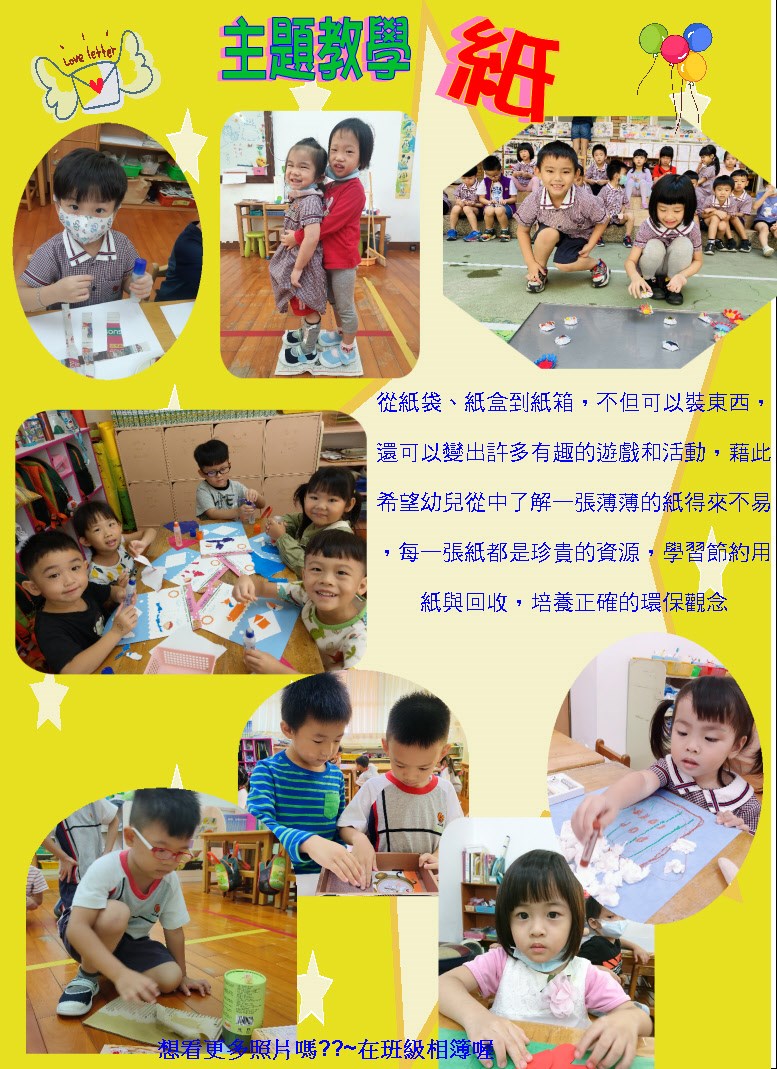 Love letter
主題教學
紙
從紙袋、紙盒到紙箱，不但可以裝東西，
還可以變出許多有趣的遊戲和活動，藉此
希望幼兒從中了解一張薄薄的紙得來不易
，每一張紙都是珍貴的資源，學習節約用
紙與回收，培養正確的環保觀念
想看更多照片嗎??~在班級相簿喔